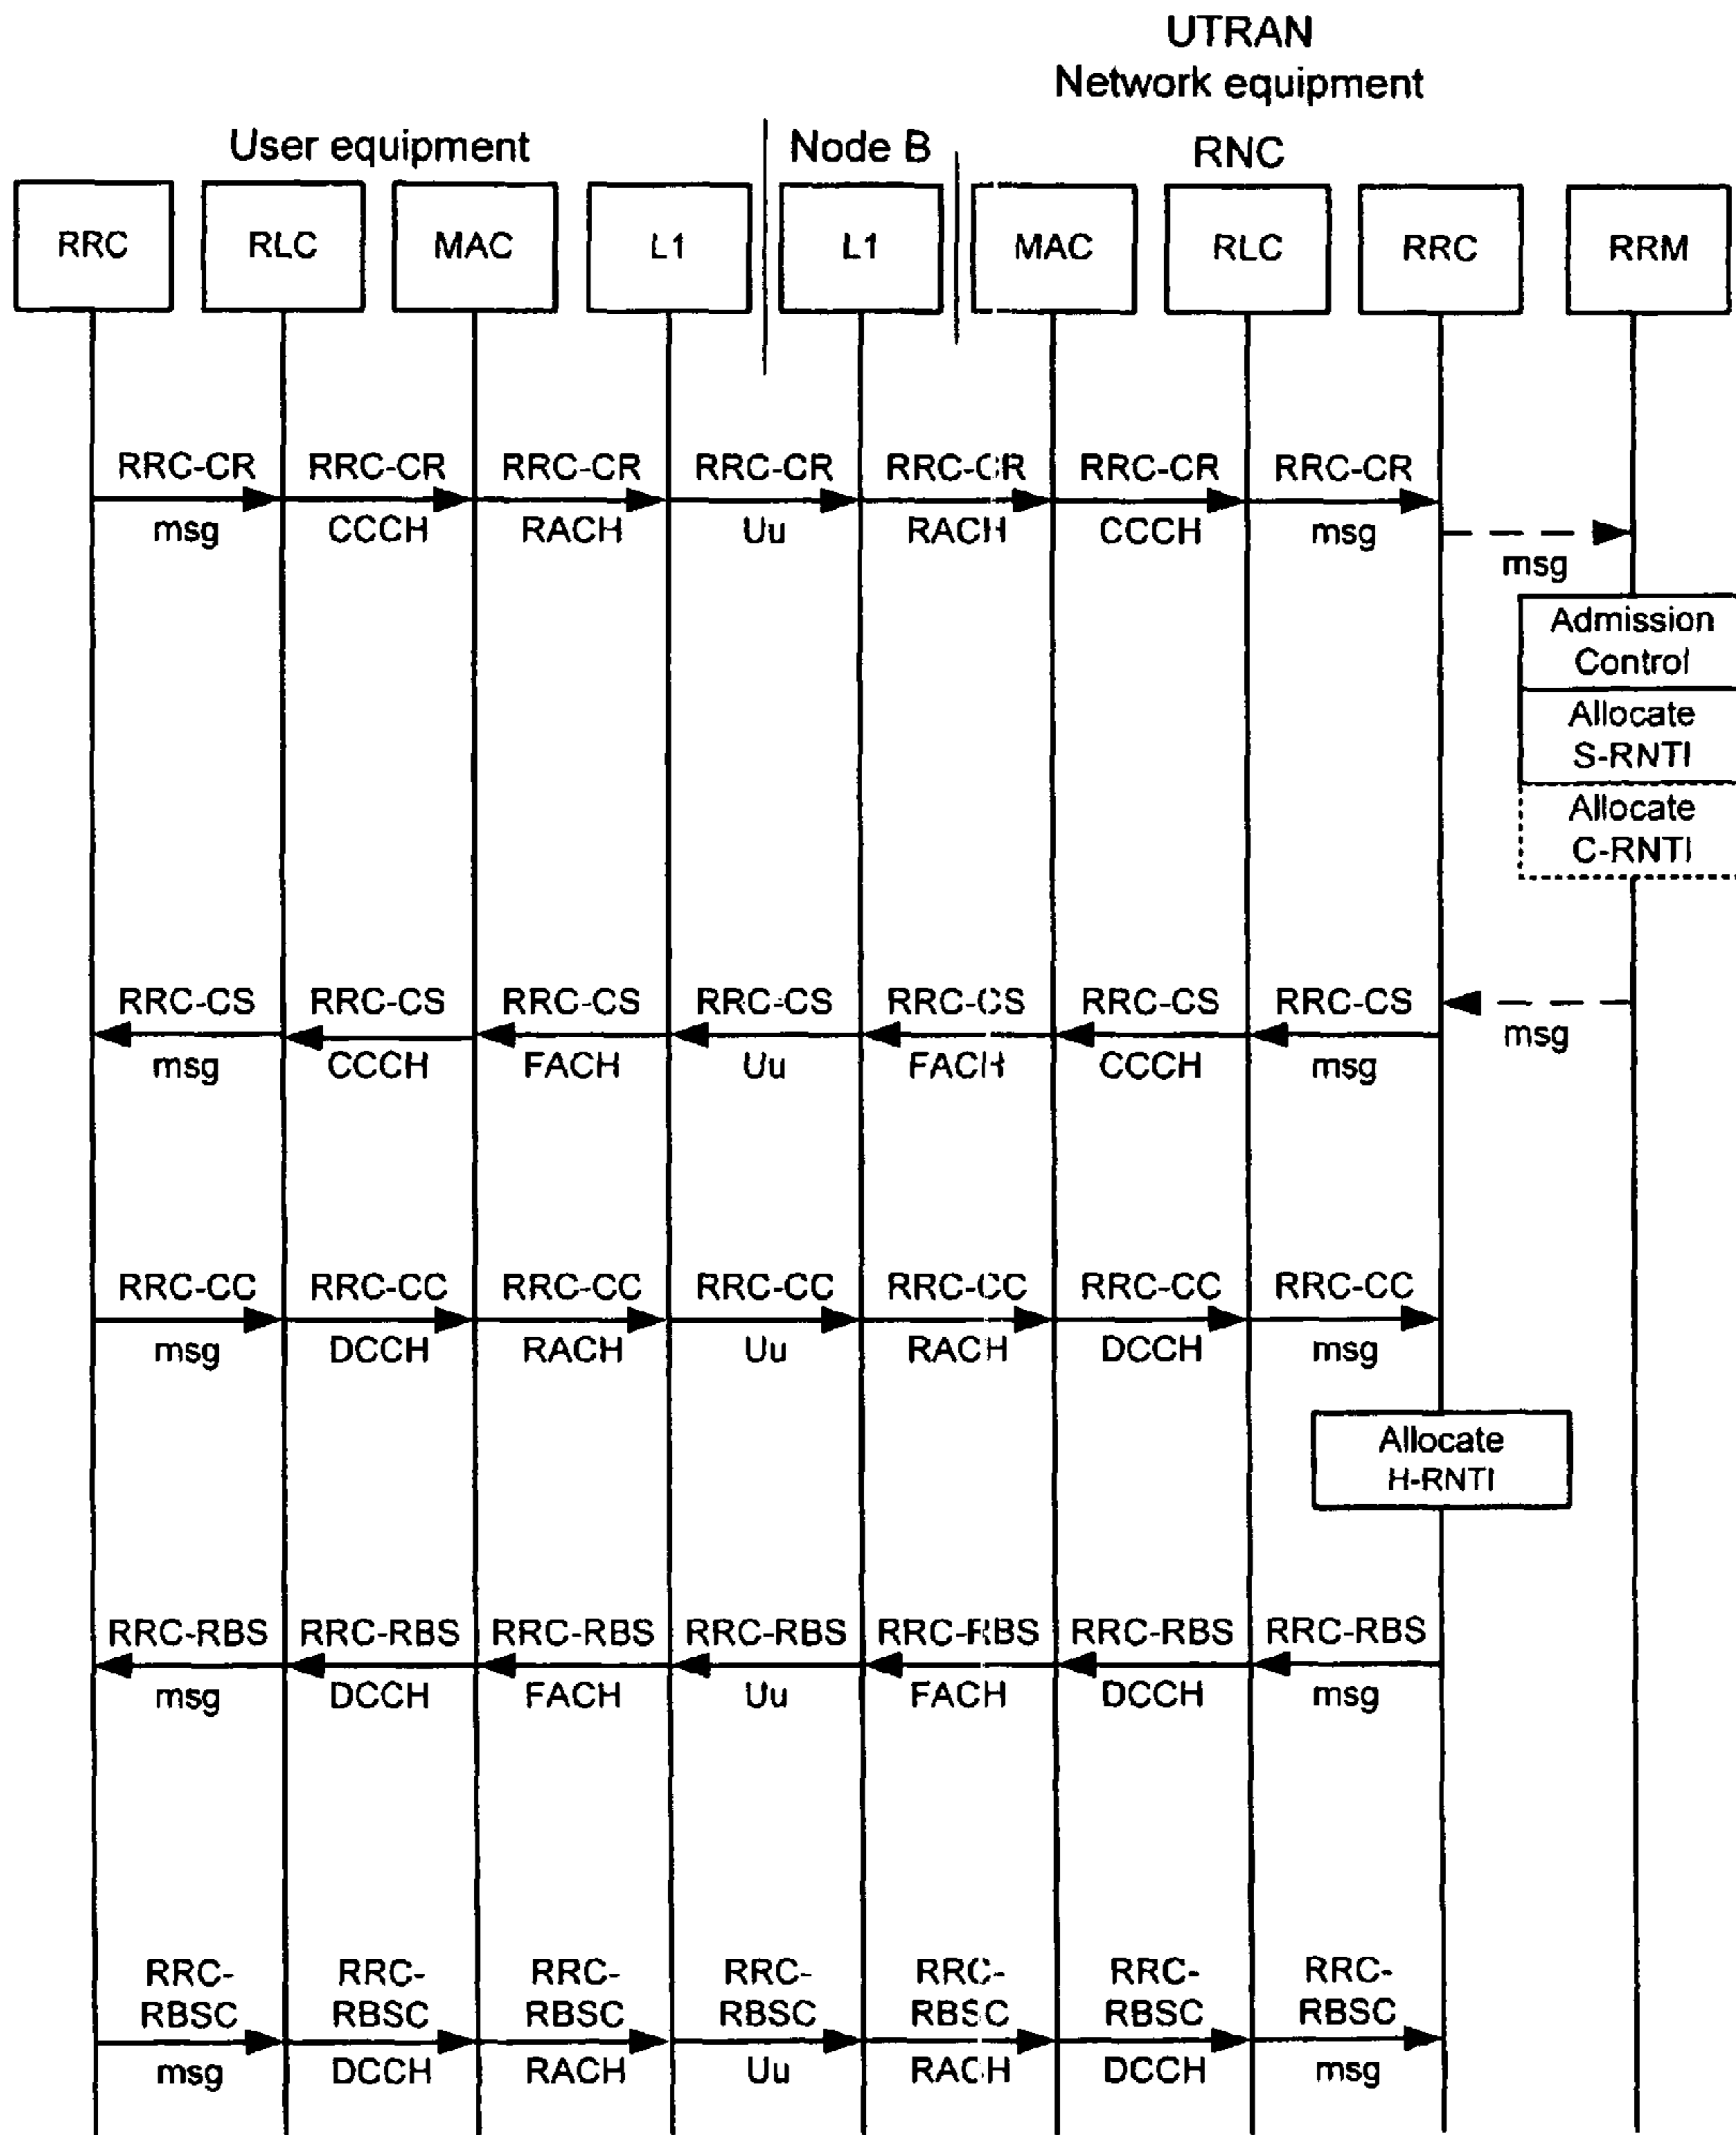 UTRAN
Network equipment
User equipment
Node B
RNC
RRC
RLC
MAC
L1
L1
MAC
RLC
RRC
RRM
RRC-CR RRC-CR RRC-CR RRC-CR RRC-CR RRC-CR RRC-CR
msg CCCH RACH Uu RACH CCCH msg
msg
Admission
Control
Allocate
S-RNTI
Allocate
C-RNTI
RRC-CS RRC-CS RRC-CS RRC-CS RRC-CS RRC-CS RRC-CS
msg CCCH FACH Uu FACH CCCH msg
msg
RRC-CC RRC-CC RRC-CC RRC-CC RRC-CC RRC-CC RRC-CC
msg DCCH RACH Uu RACH DCCH msg
Allocate
H-RNTI
RRC-RBS RRC-RBS RRC-RBS RRC-RBS RRC-RBS RRC-RBS RRC-RBS
msg DCCH FACH Uu FACH DCCH msg
RRC- RRC- RRC- RRC- RRC- RRC- RRC-
RBSC RBSC RBSC RBSC RBSC RBSC RBSC
msg DCCH RACH Uu RACH DCCH msg